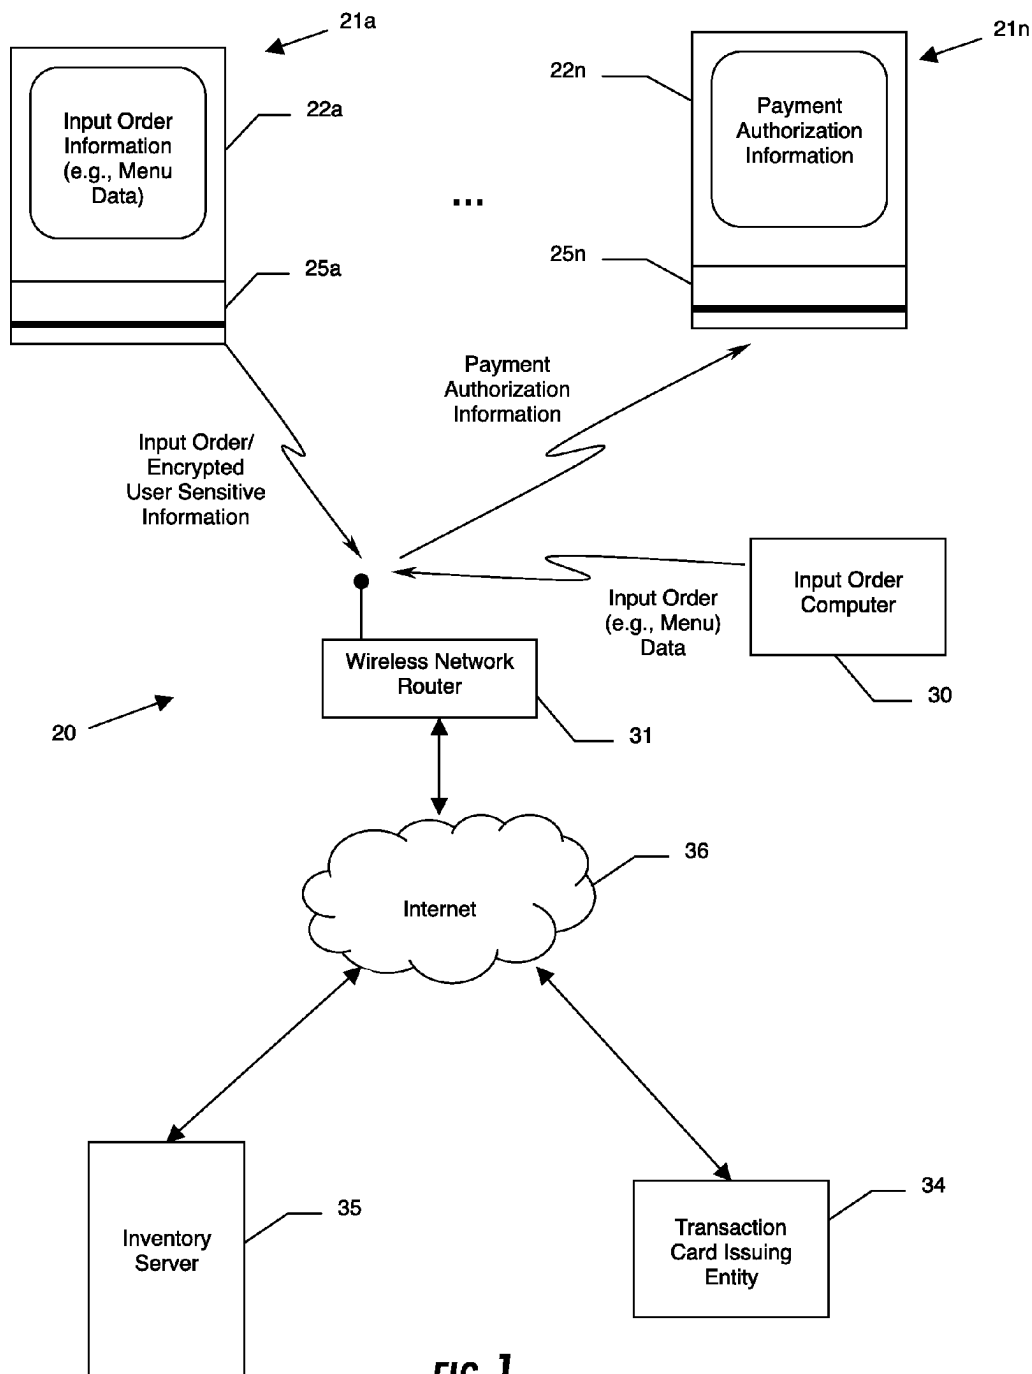 21a
21n
Input Order
Information
(e.g., Menu
Data)
22a
22n
Payment
Authorization
Information
...
25a
25n
Payment
Authorization
Information
Input Order/
Encrypted
User Sensitive
Information
Input Order
(e.g., Menu)
Data
Input Order
Computer
30
Wireless Network
Router
31
20
Internet
36
Inventory
Server
35
Transaction
Card Issuing
Entity
34
FIG. 1